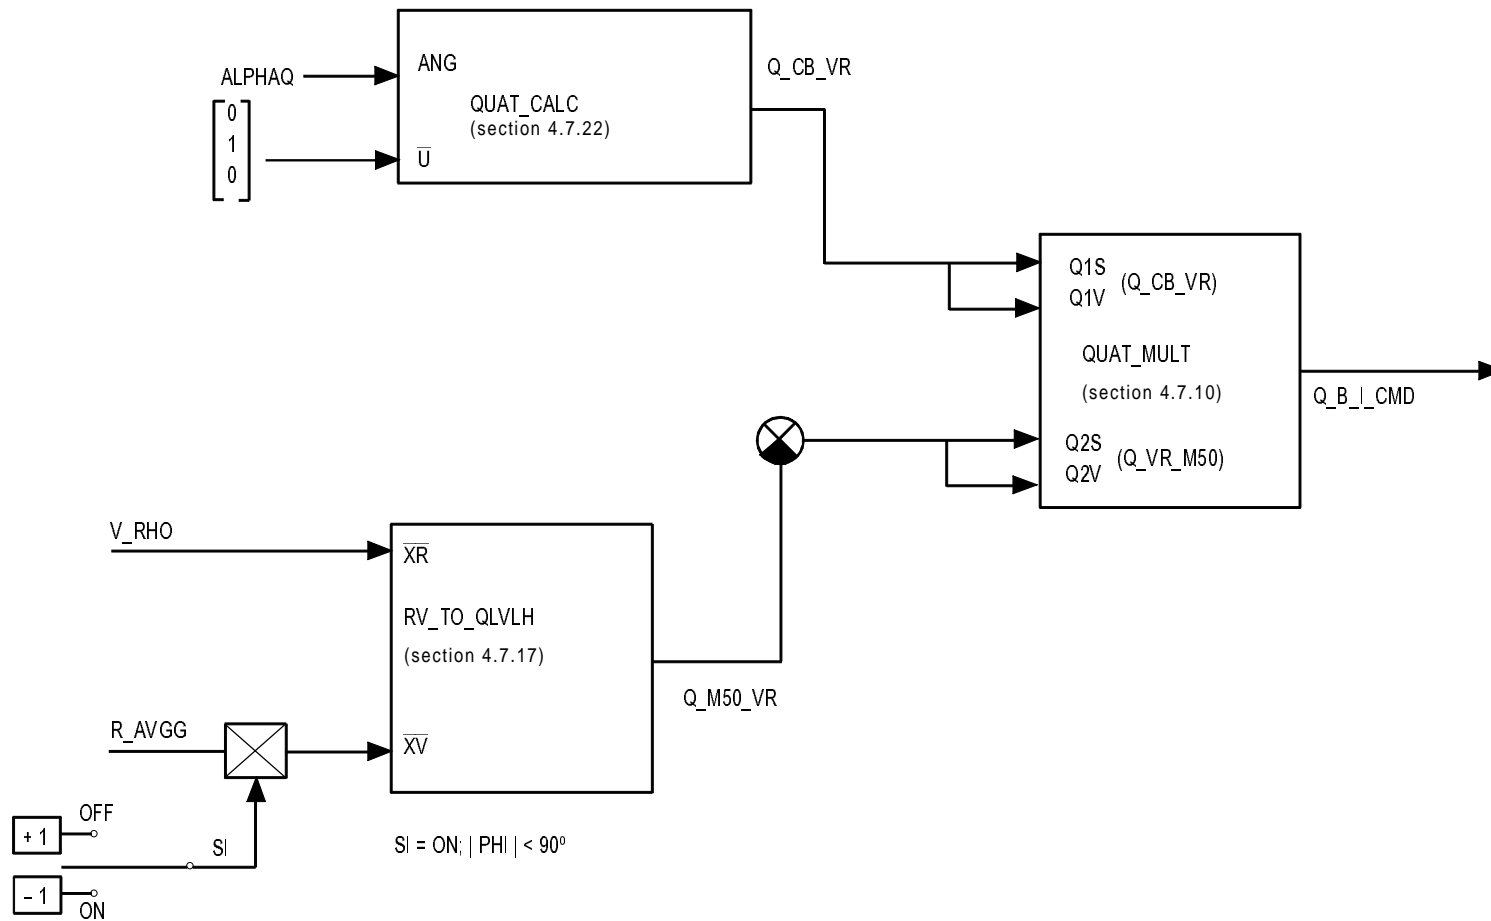 ALPHAQ
0
1
0
ANG
QUAT_CALC
(section 4.7.22)
U̅
Q_CB_VR
Q1S
Q1V
(Q_CB_VR)
QUAT_MULT
(section 4.7.10)
Q2S
Q2V
(Q_VR_M50)
Q_B_I_CMD
V_RHO
X̅R̅
RV_TO_QLVLH
(section 4.7.17)
X̅V̅
Q_M50_VR
R_AVGG
+ 1
OFF
SI
– 1
ON
SI = ON; | PHI | < 90º